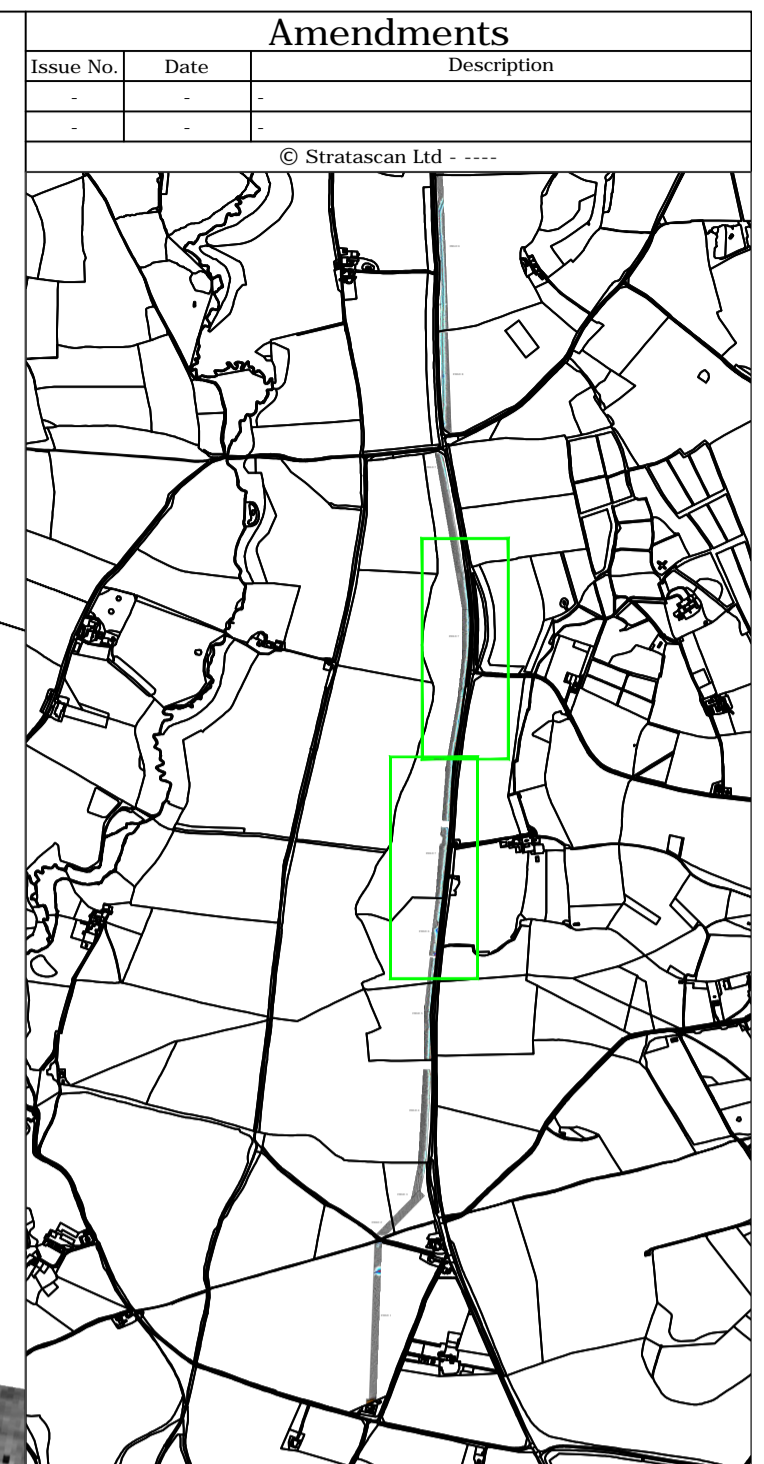 Amendments
Issue No. Date Description
- - -
- - -
© Stratascan Ltd - ----